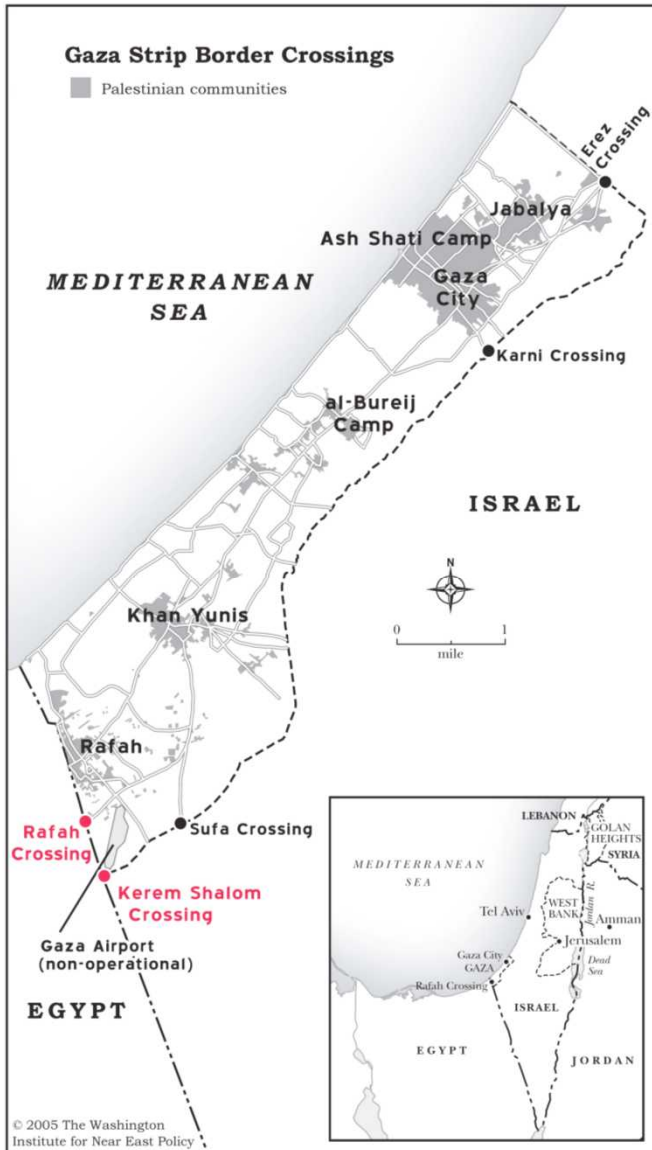 Gaza Strip Border Crossings
Palestinian communities
Erez
Crossing
Jabalya
Ash Shati Camp
Gaza
City
MEDITERRANEAN
SEA
Karni Crossing
al-Bureij
Camp
ISRAEL
N
0 1
mile
Khan Yunis
Rafah
Rafah
Crossing
Sufa Crossing
Kerem Shalom
Crossing
Gaza Airport
(non-operational)
EGYPT
© 2005 The Washington
Institute for Near East Policy
LEBANON
GOLAN
HEIGHTS
SYRIA
MEDITERRANEAN
SEA
WEST
BANK
Jordan R.
Tel Aviv
Amman
Jerusalem
Gaza City
GAZA
Dead
Sea
Rafah Crossing
ISRAEL
EGYPT
JORDAN